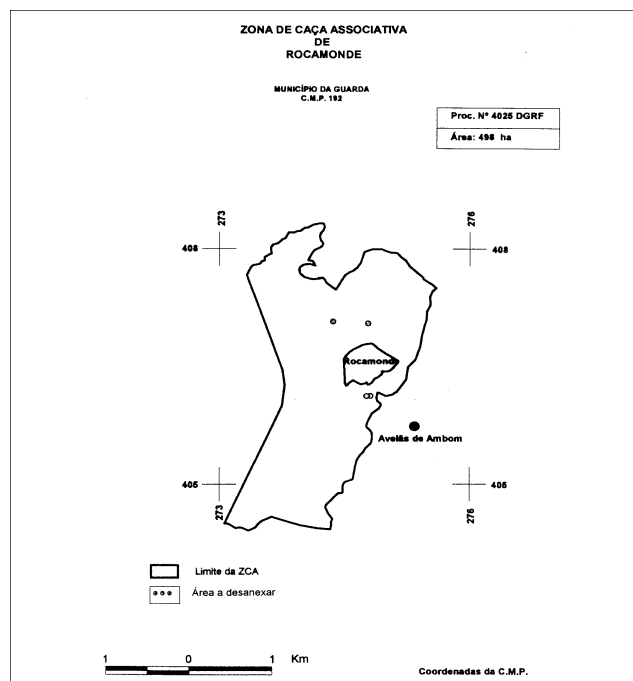 ZONA DE CAÇA ASSOCIATIVA
DE
ROCAMONDE
MUNICÍPIO DA GUARDA
C.M.P. 192
Proc. Nº 4025 DGRF
Área: 498 ha
273
276
408
408
Rocamonde
Avelãs de Ambom
405
405
273
276
Limite da ZCA
Área a desanexar
1 0 1 Km
Coordenadas da C.M.P.